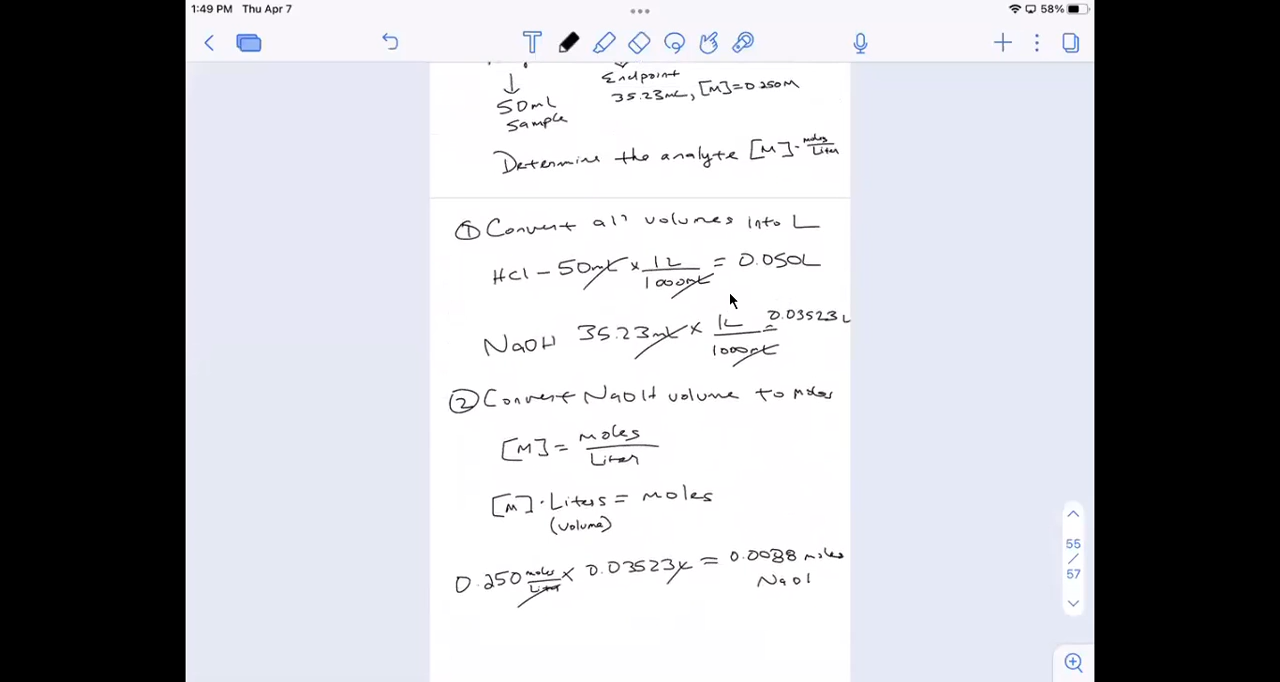 1:49 PM Thu Apr 7
58%
Endpoint
35.23mL, [M]=0.250M
50mL
Sample
Determine the analyte [M] · moles/Liter
① Convert all volumes into L
HCl - 50mL × 1L/1000mL = 0.050L
NaOH 35.23mL × 1L/1000mL = 0.03523L
② Convert NaOH volume to moles
[M] = moles/Liter
[M] · Liters = moles
(volume)
0.250 moles/Liter × 0.03523L = 0.0088 moles
NaOH
55
/
57